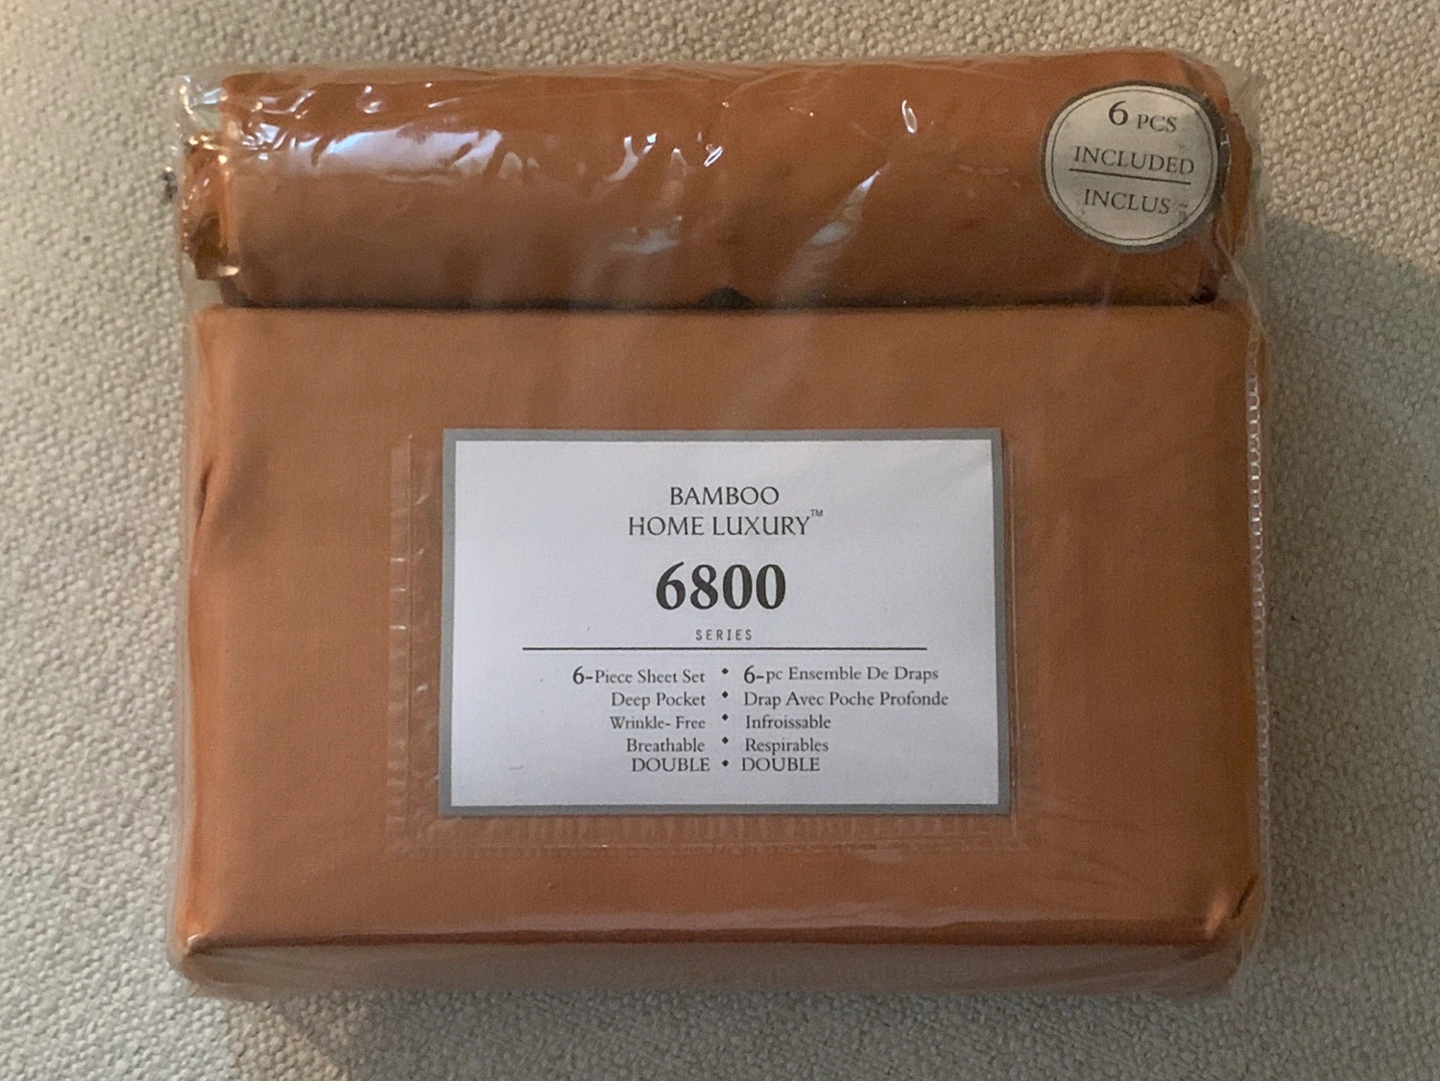 6 PCS
INCLUDED
INCLUS
BAMBOO
HOME LUXURY™
6800
SERIES
6-Piece Sheet Set • 6-pc Ensemble De Draps
Deep Pocket • Drap Avec Poche Profonde
Wrinkle- Free • Infroissable
Breathable • Respirables
DOUBLE • DOUBLE